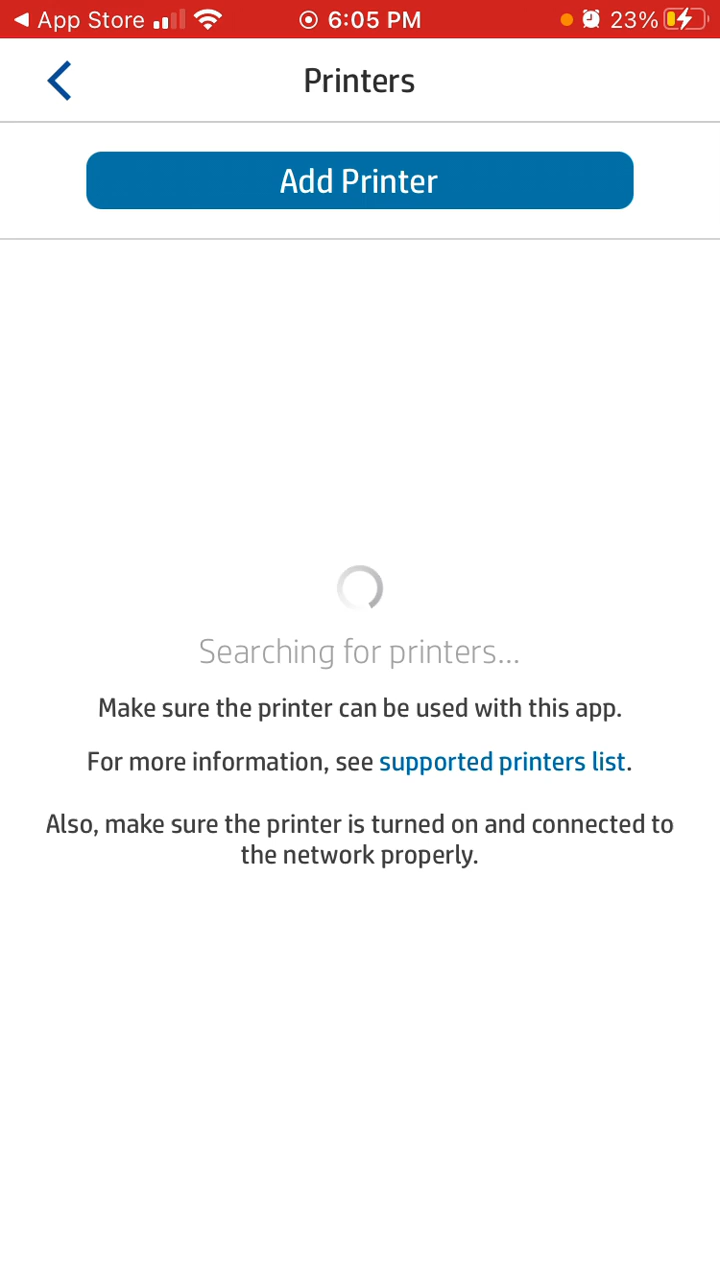 App Store 6:05 PM 23%
Printers
Add Printer
Searching for printers...
Make sure the printer can be used with this app.
For more information, see supported printers list.
Also, make sure the printer is turned on and connected to
the network properly.